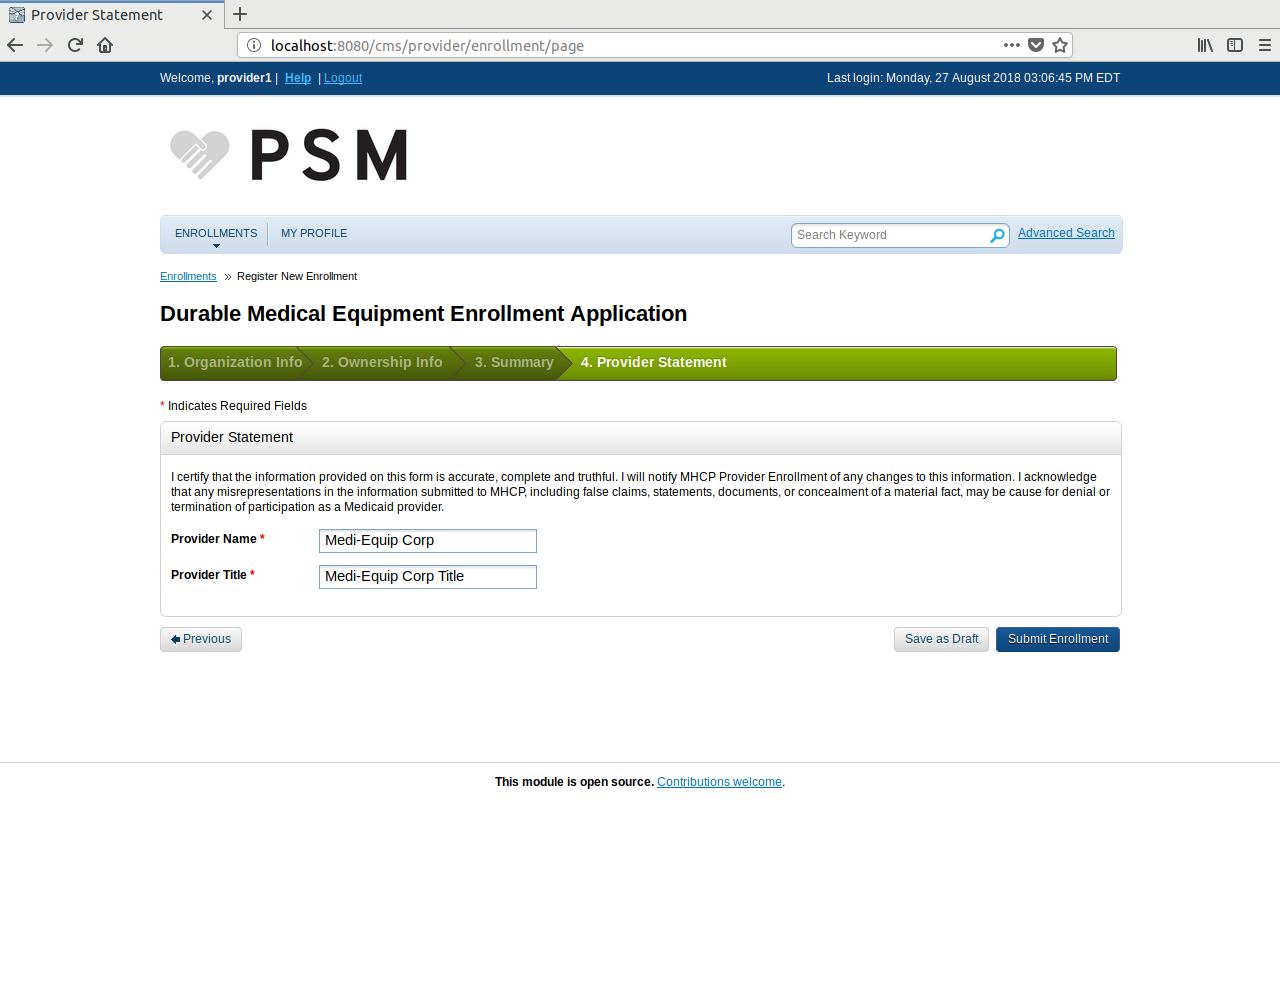 Provider Statement
localhost:8080/cms/provider/enrollment/page
Welcome, provider1 | Help | Logout
Last login: Monday, 27 August 2018 03:06:45 PM EDT
PSM
ENROLLMENTS
MY PROFILE
Search Keyword
Advanced Search
Enrollments » Register New Enrollment
Durable Medical Equipment Enrollment Application
1. Organization Info
2. Ownership Info
3. Summary
4. Provider Statement
* Indicates Required Fields
Provider Statement
I certify that the information provided on this form is accurate, complete and truthful. I will notify MHCP Provider Enrollment of any changes to this information. I acknowledge
that any misrepresentations in the information submitted to MHCP, including false claims, statements, documents, or concealment of a material fact, may be cause for denial or
termination of participation as a Medicaid provider.
Provider Name *
Medi-Equip Corp
Provider Title *
Medi-Equip Corp Title
Previous
Save as Draft
Submit Enrollment
This module is open source. Contributions welcome.